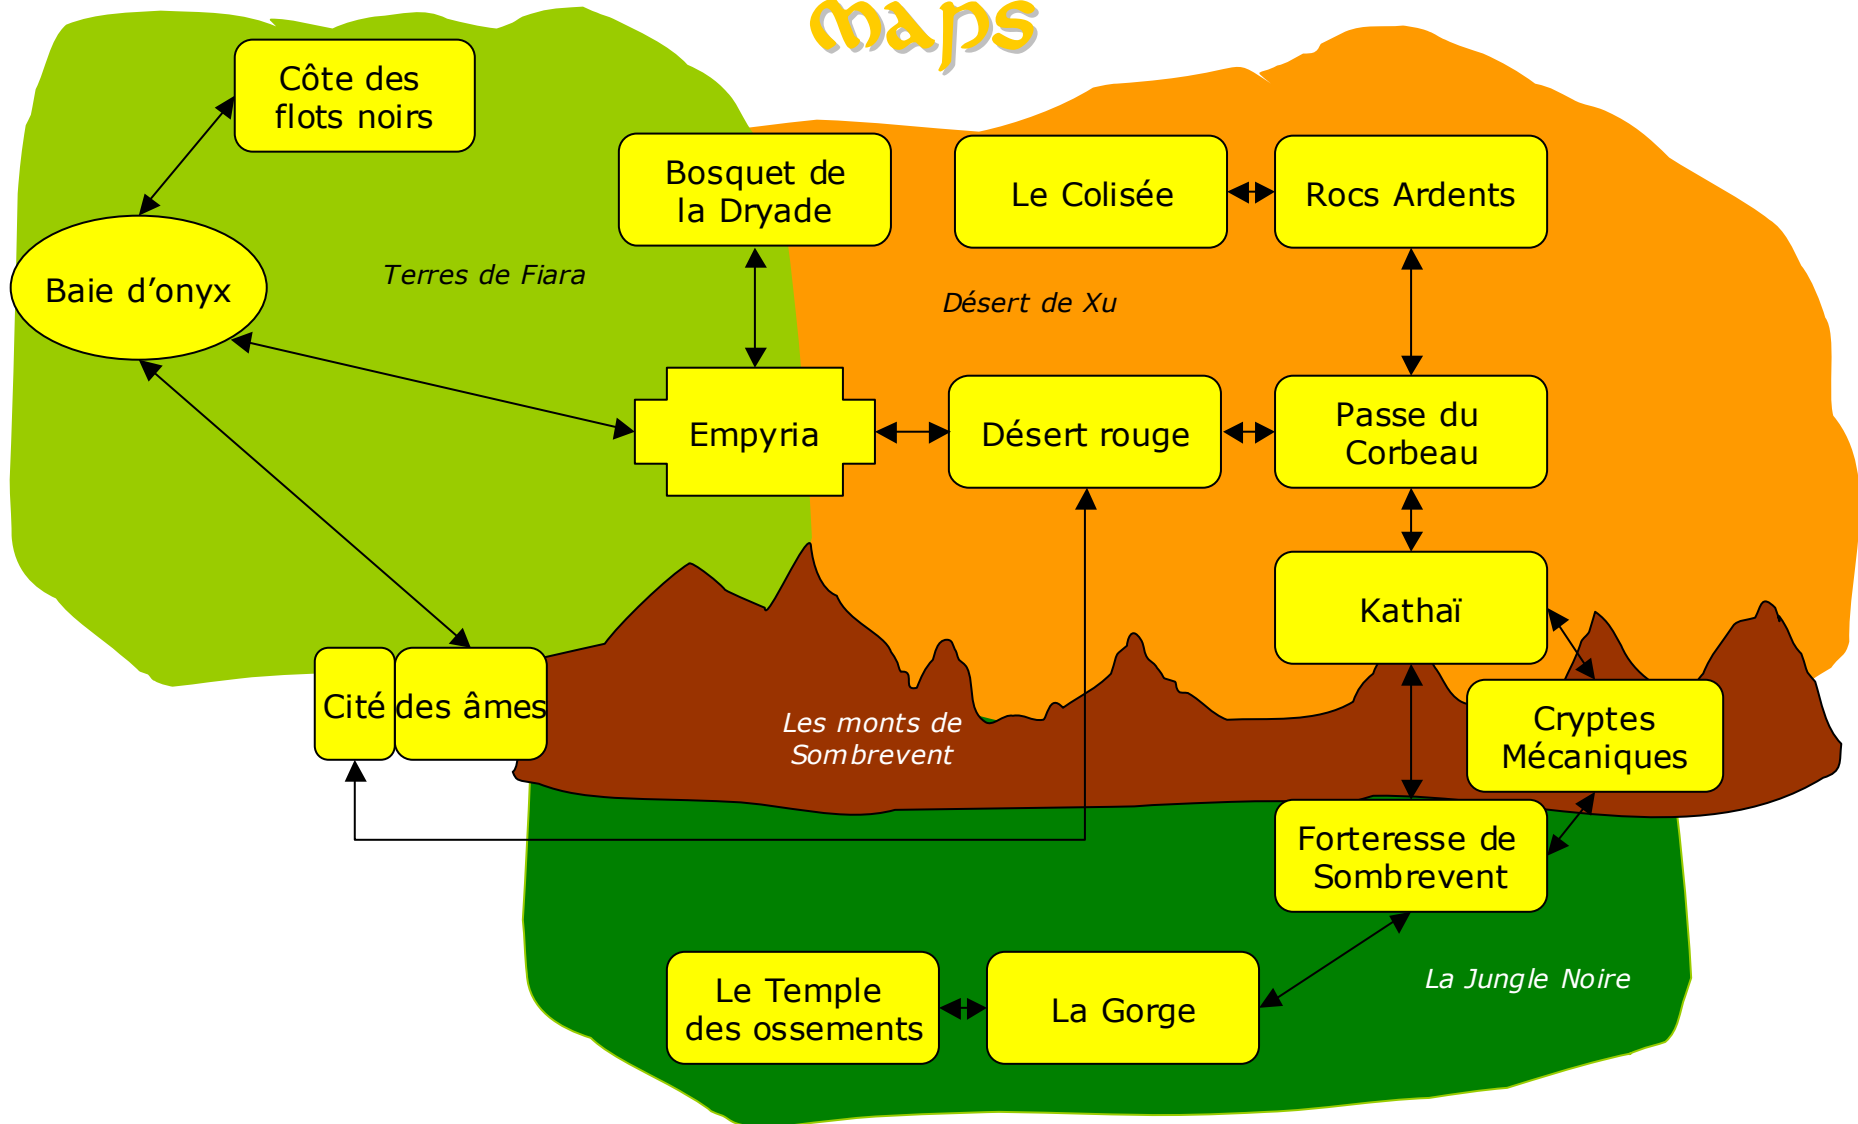 maps
Côte des
flots noirs
Bosquet de
la Dryade
Le Colisée
Rocs Ardents
Baie d’onyx
Terres de Fiara
Désert de Xu
Empyria
Désert rouge
Passe du
Corbeau
Kathaï
Cité des âmes
Les monts de
Sombrevent
Cryptes
Mécaniques
Forteresse de
Sombrevent
Le Temple
des ossements
La Gorge
La Jungle Noire